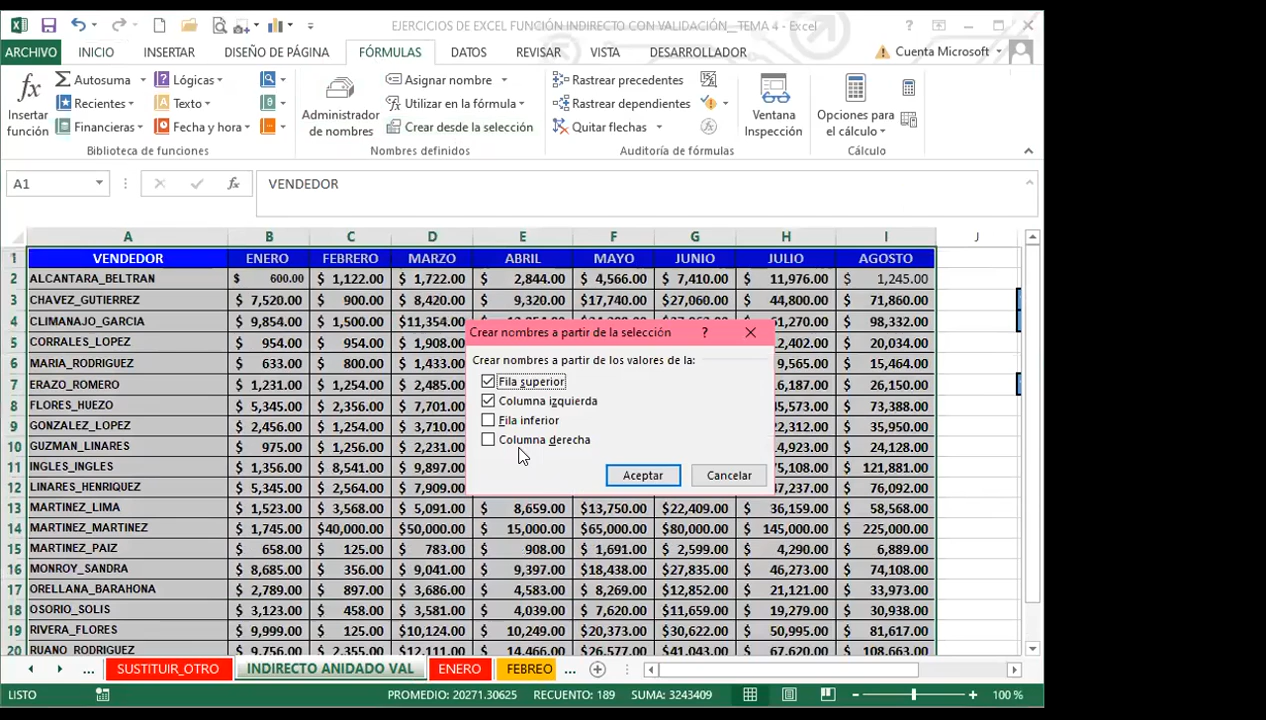 EJERCICIOS DE EXCEL FUNCIÓN INDIRECTO CON VALIDACIÓN__TEMA 4 - Excel
ARCHIVO INICIO INSERTAR DISEÑO DE PÁGINA FÓRMULAS DATOS REVISAR VISTA DESARROLLADOR Cuenta Microsoft
Insertar función
Autosuma
Recientes
Financieras
Lógicas
Texto
Fecha y hora
Biblioteca de funciones
Administrador de nombres
Asignar nombre
Utilizar en la fórmula
Crear desde la selección
Nombres definidos
Rastrear precedentes
Rastrear dependientes
Quitar flechas
Auditoría de fórmulas
Ventana Inspección
Opciones para el cálculo
Cálculo
A1 fx VENDEDOR
A B C D E F G H I J
1 VENDEDOR ENERO FEBRERO MARZO ABRIL MAYO JUNIO JULIO AGOSTO
2 ALCANTARA_BELTRAN $ 600.00 $ 1,122.00 $ 1,722.00 $ 2,844.00 $ 4,566.00 $ 7,410.00 $ 11,976.00 $ 1,245.00
3 CHAVEZ_GUTIERREZ $ 7,520.00 $ 900.00 $ 8,420.00 $ 9,320.00 $17,740.00 $27,060.00 $ 44,800.00 $ 71,860.00
4 CLIMANAJO_GARCIA $ 9,854.00 $ 1,500.00 $11,354.00 61,270.00 $ 98,332.00
5 CORRALES_LOPEZ $ 954.00 $ 954.00 $ 1,908.00 2,402.00 $ 20,034.00
6 MARIA_RODRIGUEZ $ 633.00 $ 800.00 $ 1,433.00 9,565.00 $ 15,464.00
7 ERAZO_ROMERO $ 1,231.00 $ 1,254.00 $ 2,485.00 16,187.00 $ 26,150.00
8 FLORES_HUEZO $ 5,345.00 $ 2,356.00 $ 7,701.00 5,573.00 $ 73,388.00
9 GONZALEZ_LOPEZ $ 2,456.00 $ 1,254.00 $ 3,710.00 2,312.00 $ 35,950.00
10 GUZMAN_LINARES $ 975.00 $ 1,256.00 $ 2,231.00 4,923.00 $ 24,128.00
11 INGLES_INGLES $ 1,356.00 $ 8,541.00 $ 9,897.00 75,108.00 $ 121,881.00
12 LINARES_HENRIQUEZ $ 5,345.00 $ 2,564.00 $ 7,909.00 47,237.00 $ 76,092.00
13 MARTINEZ_LIMA $ 1,523.00 $ 3,568.00 $ 5,091.00 $ 8,659.00 $13,750.00 $22,409.00 $ 36,159.00 $ 58,568.00
14 MARTINEZ_MARTINEZ $ 1,745.00 $40,000.00 $50,000.00 $ 15,000.00 $65,000.00 $80,000.00 $ 145,000.00 $ 225,000.00
15 MARTINEZ_PAIZ $ 658.00 $ 125.00 $ 783.00 $ 908.00 $ 1,691.00 $ 2,599.00 $ 4,290.00 $ 6,889.00
16 MONROY_SANDRA $ 8,685.00 $ 356.00 $ 9,041.00 $ 9,397.00 $18,438.00 $27,835.00 $ 46,273.00 $ 74,108.00
17 ORELLANA_BARAHONA $ 2,789.00 $ 897.00 $ 3,686.00 $ 4,583.00 $ 8,269.00 $12,852.00 $ 21,121.00 $ 33,973.00
18 OSORIO_SOLIS $ 3,123.00 $ 458.00 $ 3,581.00 $ 4,039.00 $ 7,620.00 $11,659.00 $ 19,279.00 $ 30,938.00
19 RIVERA_FLORES $ 9,999.00 $ 125.00 $10,124.00 $ 10,249.00 $20,373.00 $30,622.00 $ 50,995.00 $ 81,617.00
20 RUANO_RODRIGUEZ $ 9,756.00 $ 2,355.00 $12,111.00 $ 14,466.00 $26,577.00 $41,043.00 $ 67,620.00 $ 108,663.00
Crear nombres a partir de la selección ?
Crear nombres a partir de los valores de la:
Fila superior
Columna izquierda
Fila inferior
Columna derecha
Aceptar Cancelar
... SUSTITUIR_OTRO INDIRECTO ANIDADO VAL ENERO FEBREO ...
LISTO PROMEDIO: 20271.30625 RECUENTO: 189 SUMA: 3243409 100 %